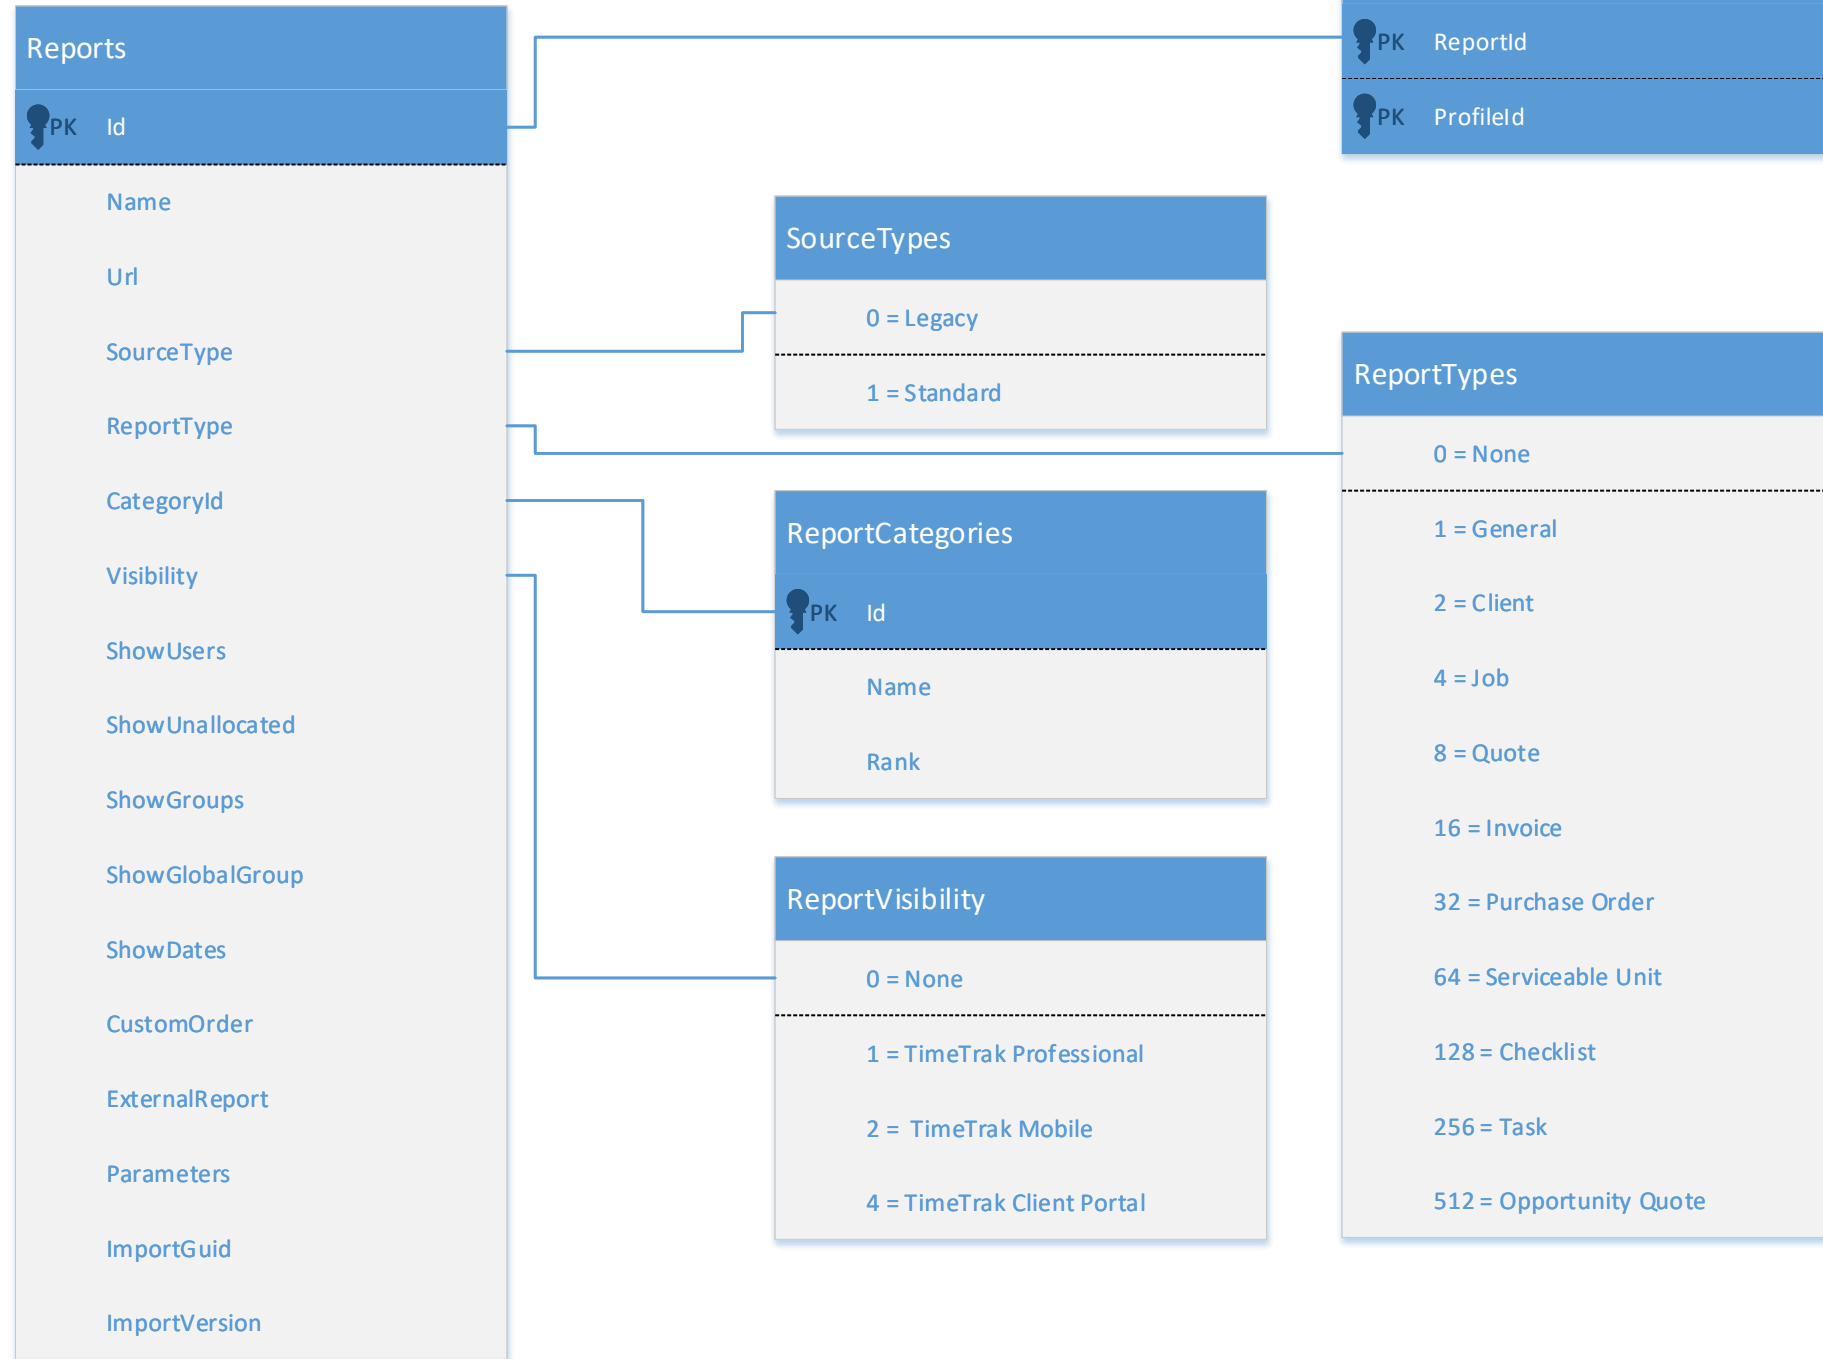 Reports
PK Id
Name
Url
SourceType
ReportType
CategoryId
Visibility
ShowUsers
ShowUnallocated
ShowGroups
ShowGlobalGroup
ShowDates
CustomOrder
ExternalReport
Parameters
ImportGuid
ImportVersion
SourceTypes
0 = Legacy
1 = Standard
ReportCategories
PK Id
Name
Rank
ReportVisibility
0 = None
1 = TimeTrak Professional
2 = TimeTrak Mobile
4 = TimeTrak Client Portal
PK ReportId
PK ProfileId
ReportTypes
0 = None
1 = General
2 = Client
4 = Job
8 = Quote
16 = Invoice
32 = Purchase Order
64 = Serviceable Unit
128 = Checklist
256 = Task
512 = Opportunity Quote